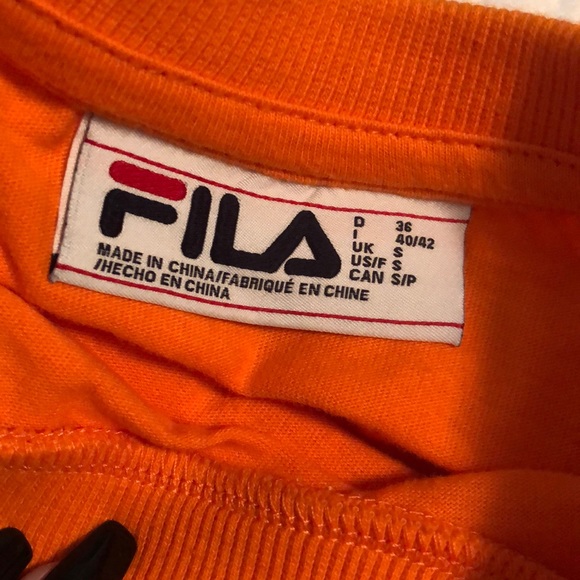 FILA
D 36
I 40/42
UK S
US/F S
CAN S/P
MADE IN CHINA/FABRIQUÉ EN CHINE
/HECHO EN CHINA